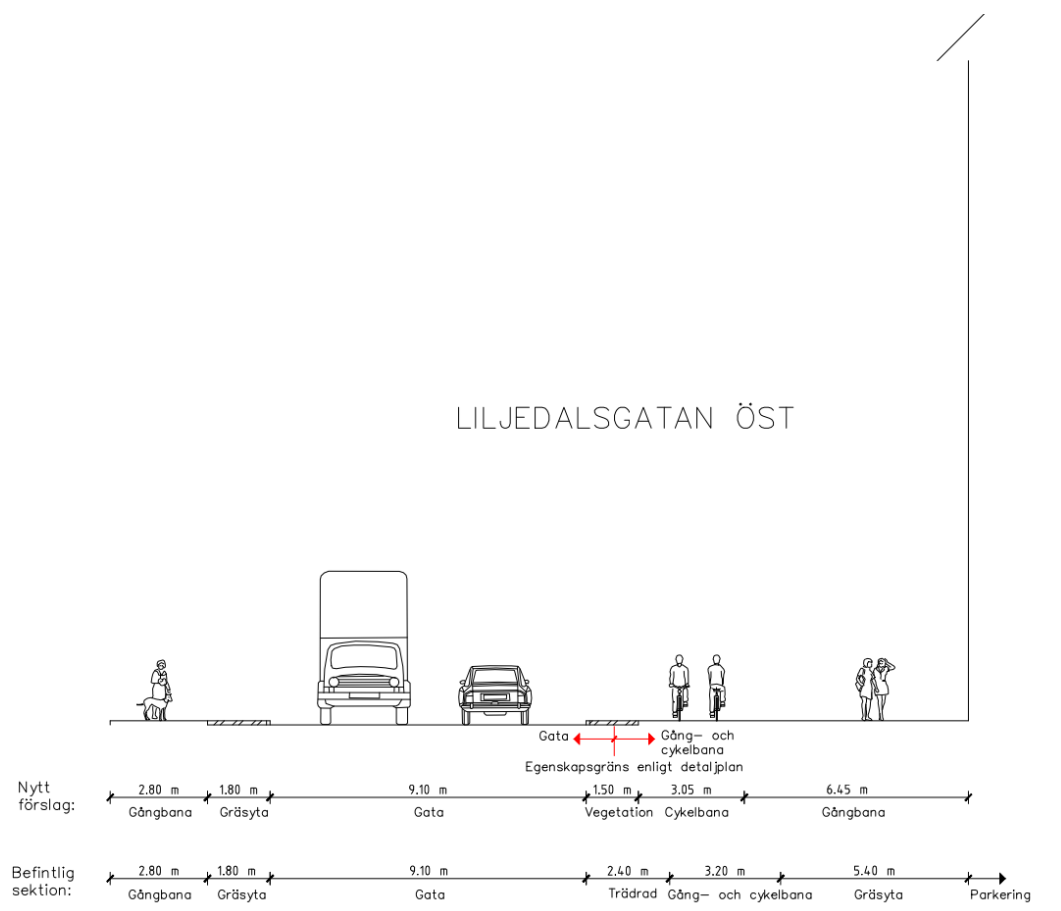 LILJEDALSGATAN ÖST
Gata Gång- och
cykelbana
Egenskapsgräns enligt detaljplan
Nytt
förslag:
2.80 m 1.80 m 9.10 m 1.50 m 3.05 m 6.45 m
Gångbana Gräsyta Gata Vegetation Cykelbana Gångbana
Befintlig
sektion:
2.80 m 1.80 m 9.10 m 2.40 m 3.20 m 5.40 m
Gångbana Gräsyta Gata Trädrad Gång- och cykelbana Gräsyta Parkering